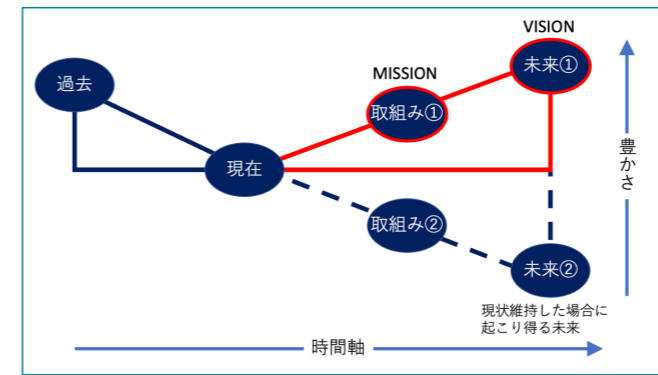 VISION
過去
未来①
MISSION
取組み①
豊かさ
現在
取組み②
未来②
現状維持した場合に
起こり得る未来
時間軸